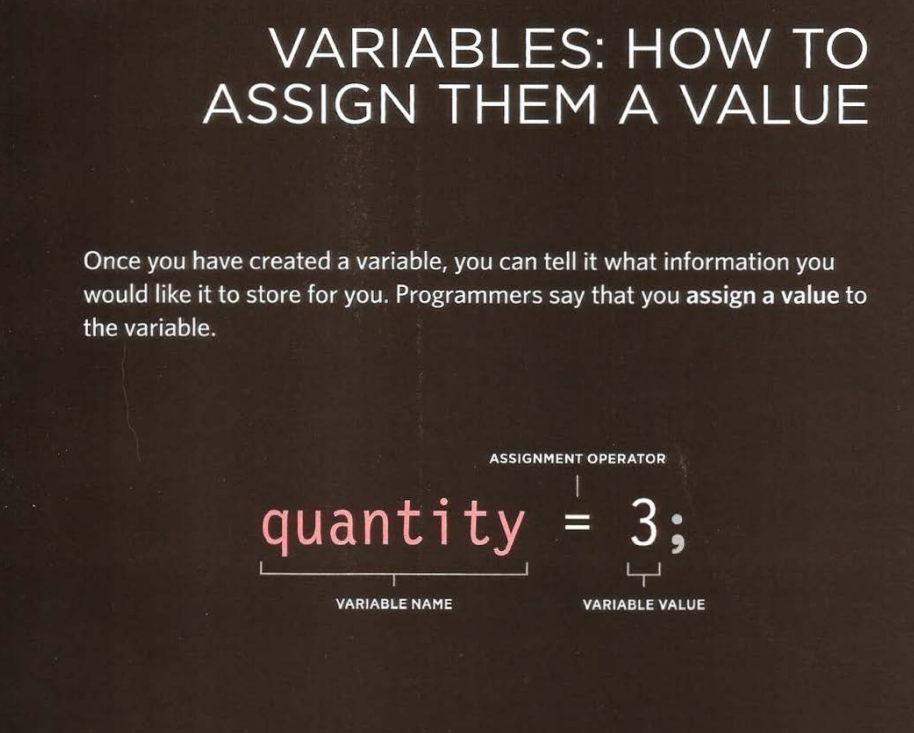 VARIABLES: HOW TO
ASSIGN THEM A VALUE
Once you have created a variable, you can tell it what information you
would like it to store for you. Programmers say that you assign a value to
the variable.
ASSIGNMENT OPERATOR
quantity = 3;
VARIABLE NAME VARIABLE VALUE